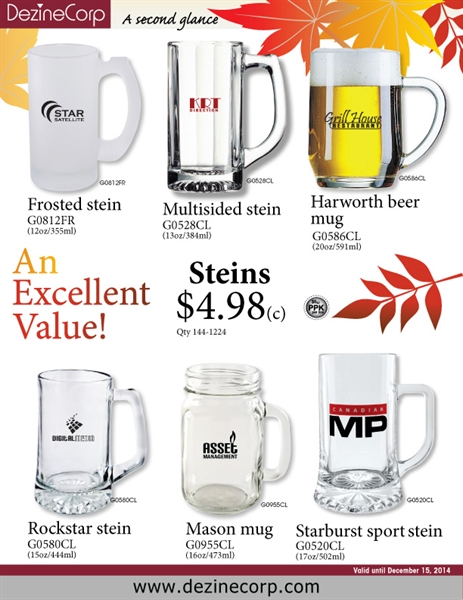 DezineCorp
A second glance
STAR
SATELLITE
G0812FR
KRT
DIRECTION
G0528CL
Grill House
RESTAURANT
G0586CL
Frosted stein
G0812FR
(12oz/355ml)
Multisided stein
G0528CL
(13oz/384ml)
Harworth beer
mug
G0586CL
(20oz/591ml)
An
Excellent
Value!
Steins
$4.98(c)
Qty 144-1224
PPK
G0580CL
ASSET
MANAGEMENT
G0955CL
CANADIAN
MP
G0520CL
Rockstar stein
G0580CL
(15oz/444ml)
Mason mug
G0955CL
(16oz/473ml)
Starburst sport stein
G0520CL
(17oz/502ml)
Valid until December 15, 2014
www.dezinecorp.com